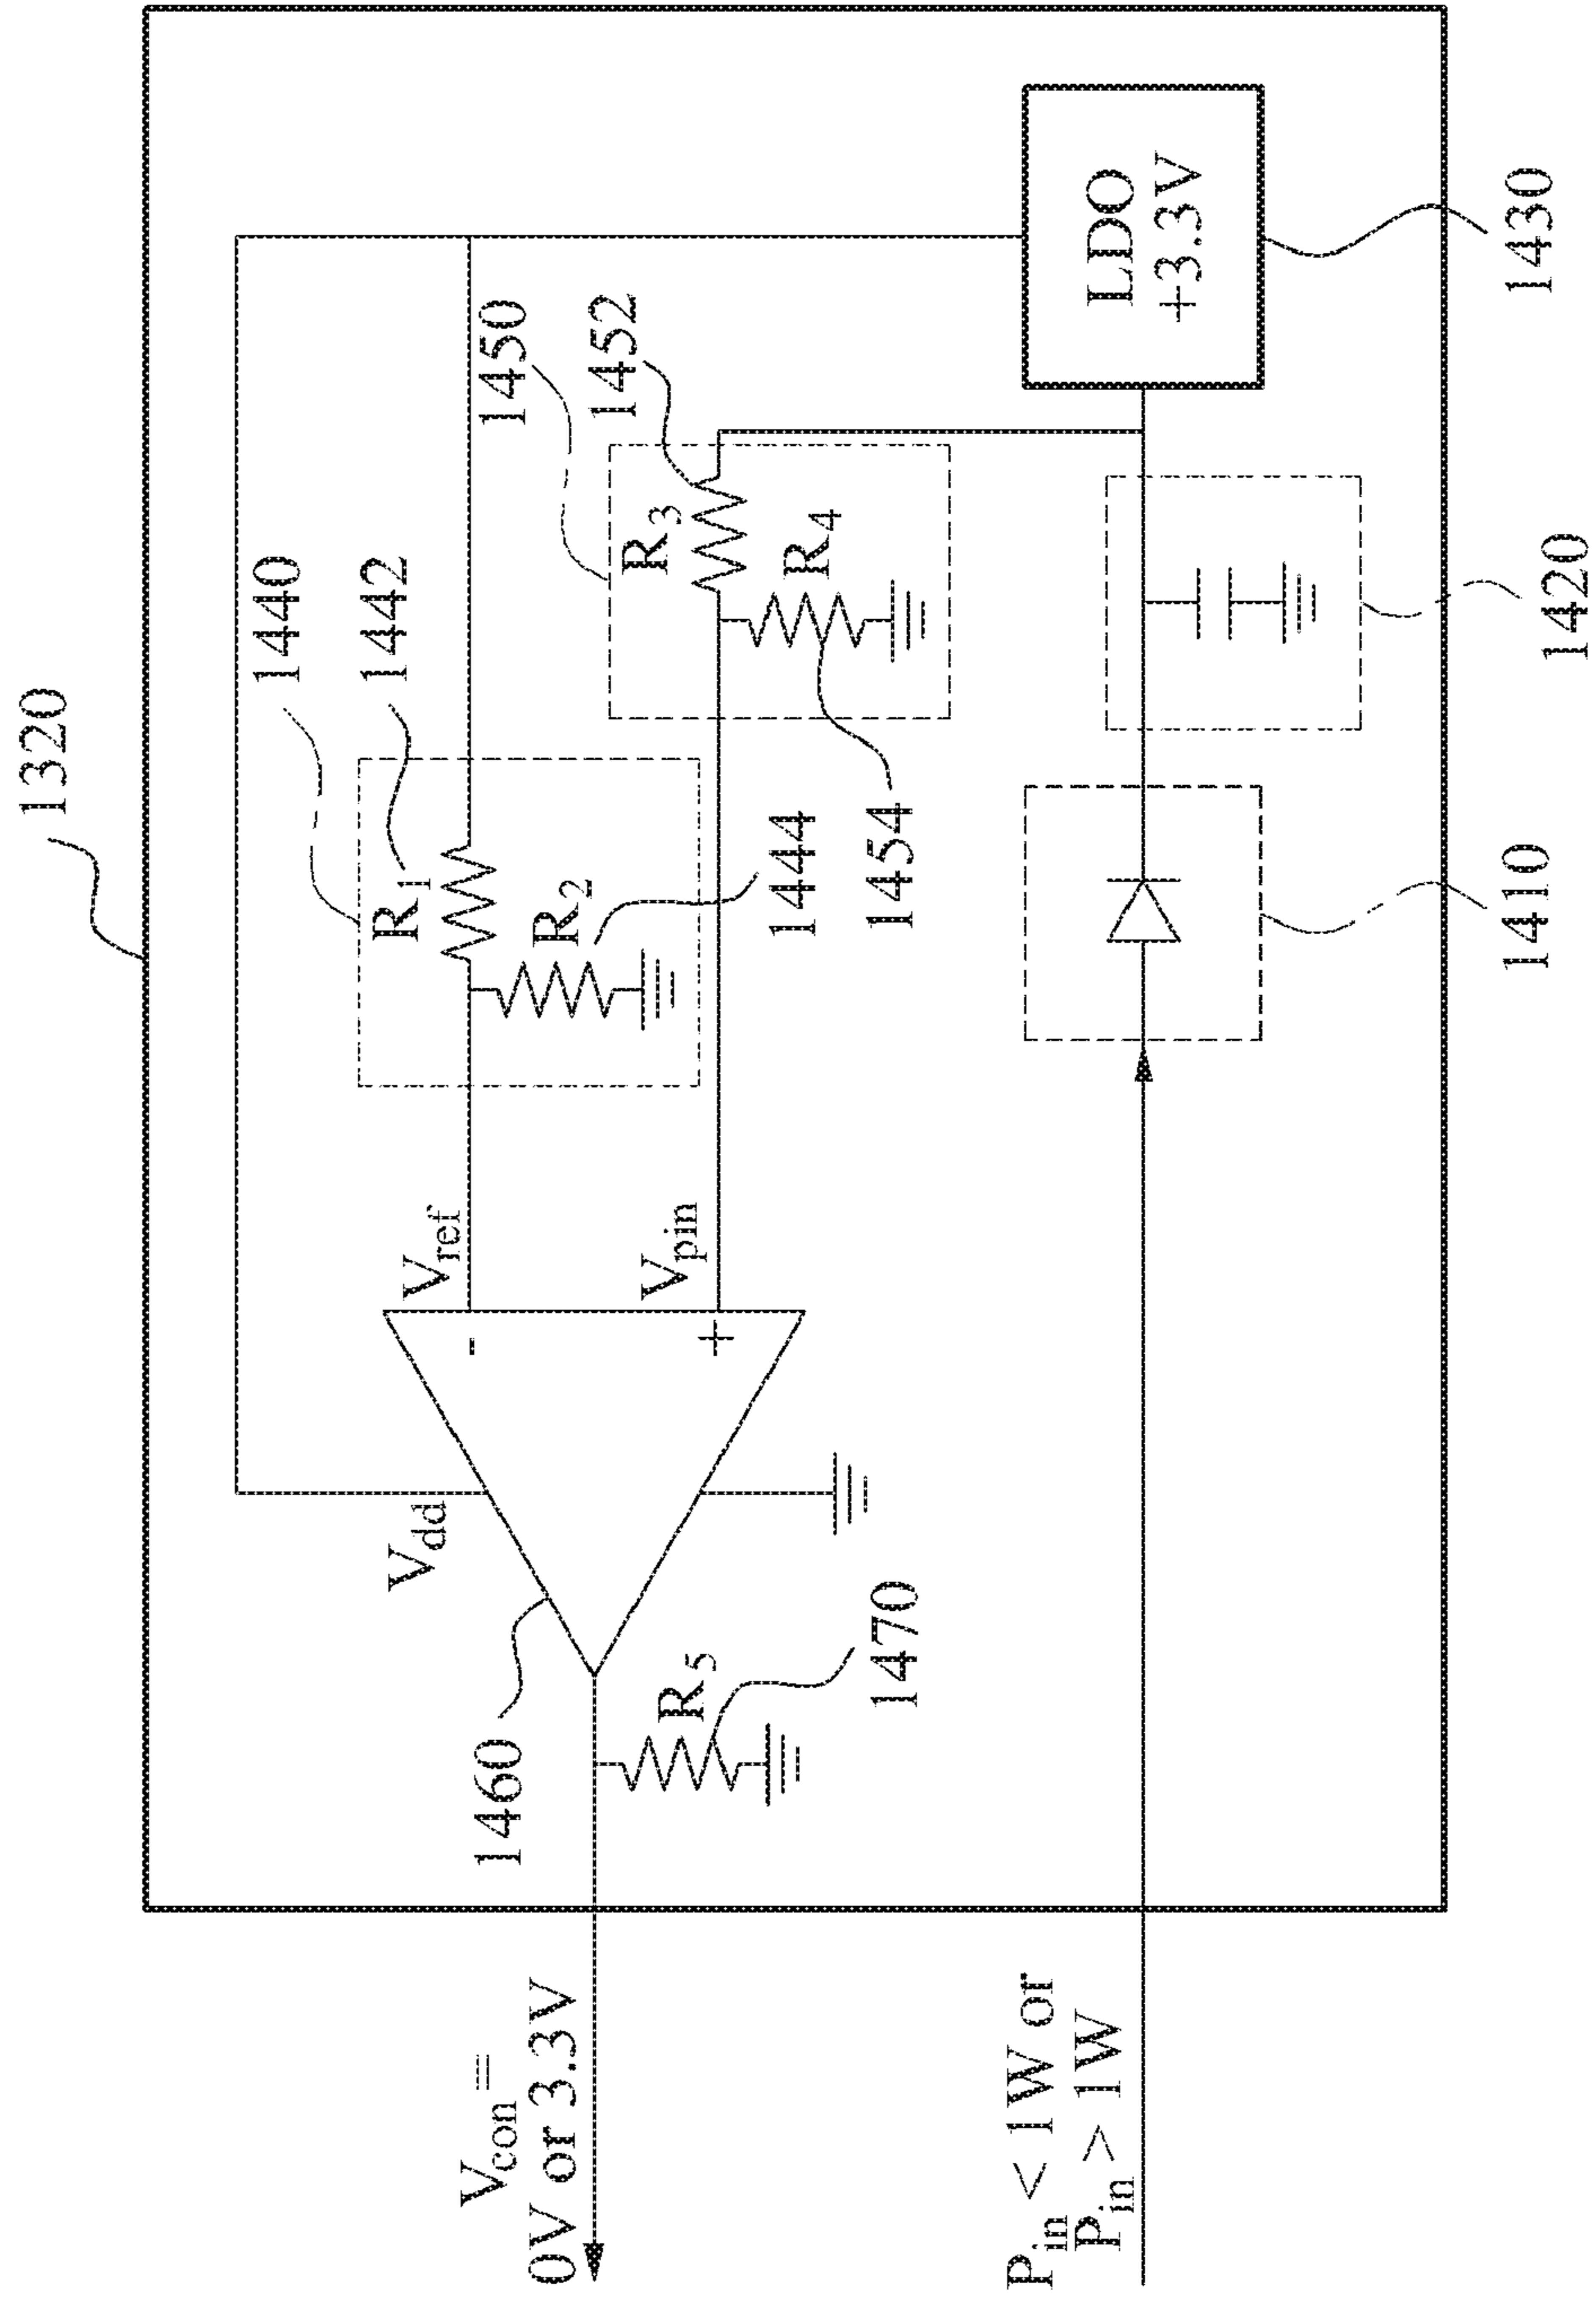 1320
1440
1442
R1
R2
1444
1450
1452
R3
R4
1454
LDO
+3.3V
1430
1420
1410
Vref
Vpin
-
+
Vdd
1460
R5
1470
Vcon =
0V or 3.3V
Pin < 1W or
Pin > 1W